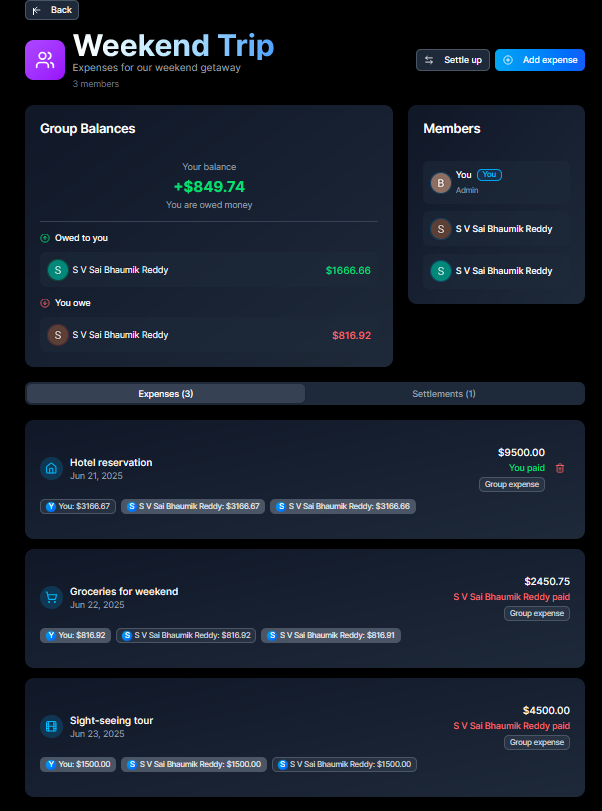 Back
Weekend Trip
Expenses for our weekend getaway
3 members
Settle up
Add expense
Group Balances
Your balance
+$849.74
You are owed money
Owed to you
S S V Sai Bhaumik Reddy $1666.66
You owe
S S V Sai Bhaumik Reddy $816.92
Members
B You You
Admin
S S V Sai Bhaumik Reddy
S S V Sai Bhaumik Reddy
Expenses (3) Settlements (1)
Hotel reservation
Jun 21, 2025
$9500.00
You paid
Group expense
Y You: $3166.67 S S V Sai Bhaumik Reddy: $3166.67 S S V Sai Bhaumik Reddy: $3166.66
Groceries for weekend
Jun 22, 2025
$2450.75
S V Sai Bhaumik Reddy paid
Group expense
Y You: $816.92 S S V Sai Bhaumik Reddy: $816.92 S S V Sai Bhaumik Reddy: $816.91
Sight-seeing tour
Jun 23, 2025
$4500.00
S V Sai Bhaumik Reddy paid
Group expense
Y You: $1500.00 S S V Sai Bhaumik Reddy: $1500.00 S S V Sai Bhaumik Reddy: $1500.00